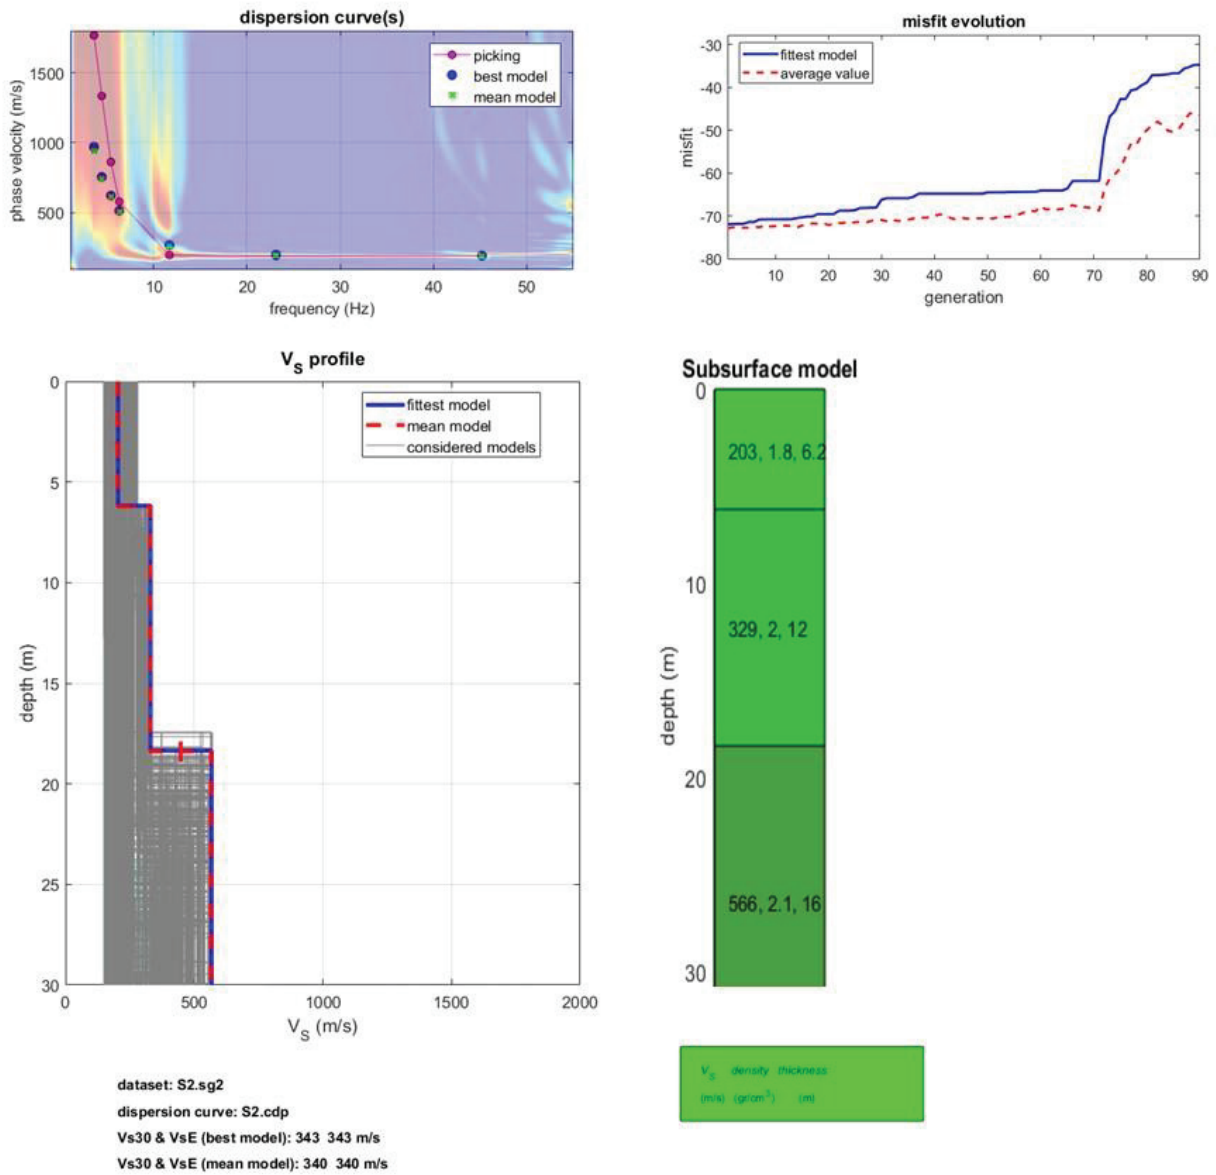 dispersion curve(s)
phase velocity (m/s)
1500
1000
500
picking
best model
mean model
10
20
30
40
50
frequency (Hz)
misfit evolution
misfit
-30
-40
-50
-60
-70
-80
fittest model
average value
10
20
30
40
50
60
70
80
90
generation
V_S profile
depth (m)
0
5
10
15
20
25
30
fittest model
mean model
considered models
0
500
1000
1500
2000
V_S (m/s)
Subsurface model
depth (m)
0
10
20
30
203, 1.8, 6.2
329, 2, 12
566, 2.1, 16
V_S density thickness
(m/s) (gr/cm³) (m)
dataset: S2.sg2
dispersion curve: S2.cdp
Vs30 & VsE (best model): 343 343 m/s
Vs30 & VsE (mean model): 340 340 m/s